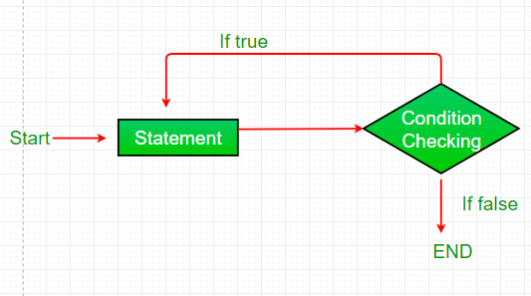 If true
Start
Statement
Condition
Checking
If false
END